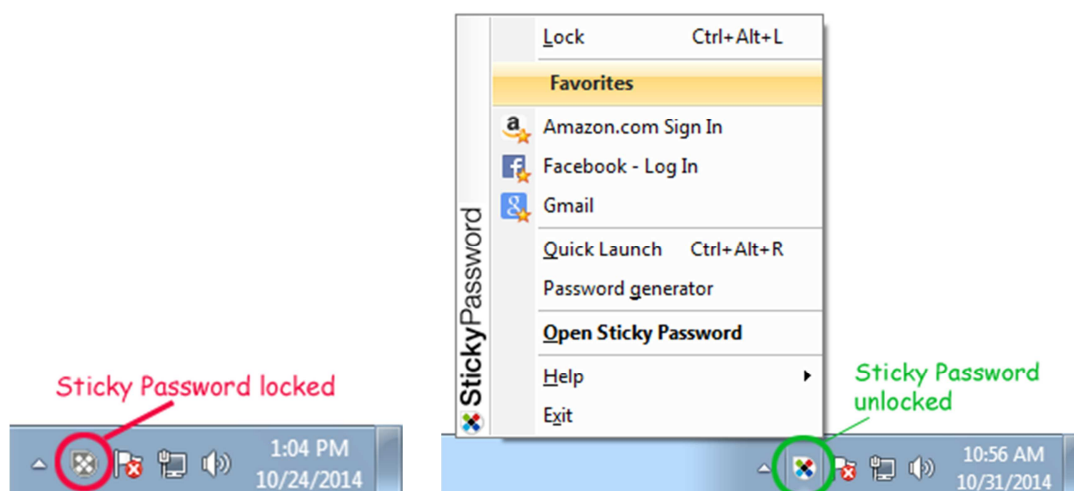 Sticky Password locked
1:04 PM
10/24/2014
StickyPassword
Lock Ctrl+Alt+L
Favorites
Amazon.com Sign In
Facebook - Log In
Gmail
Quick Launch Ctrl+Alt+R
Password generator
Open Sticky Password
Help
Exit
Sticky Password
unlocked
10:56 AM
10/31/2014